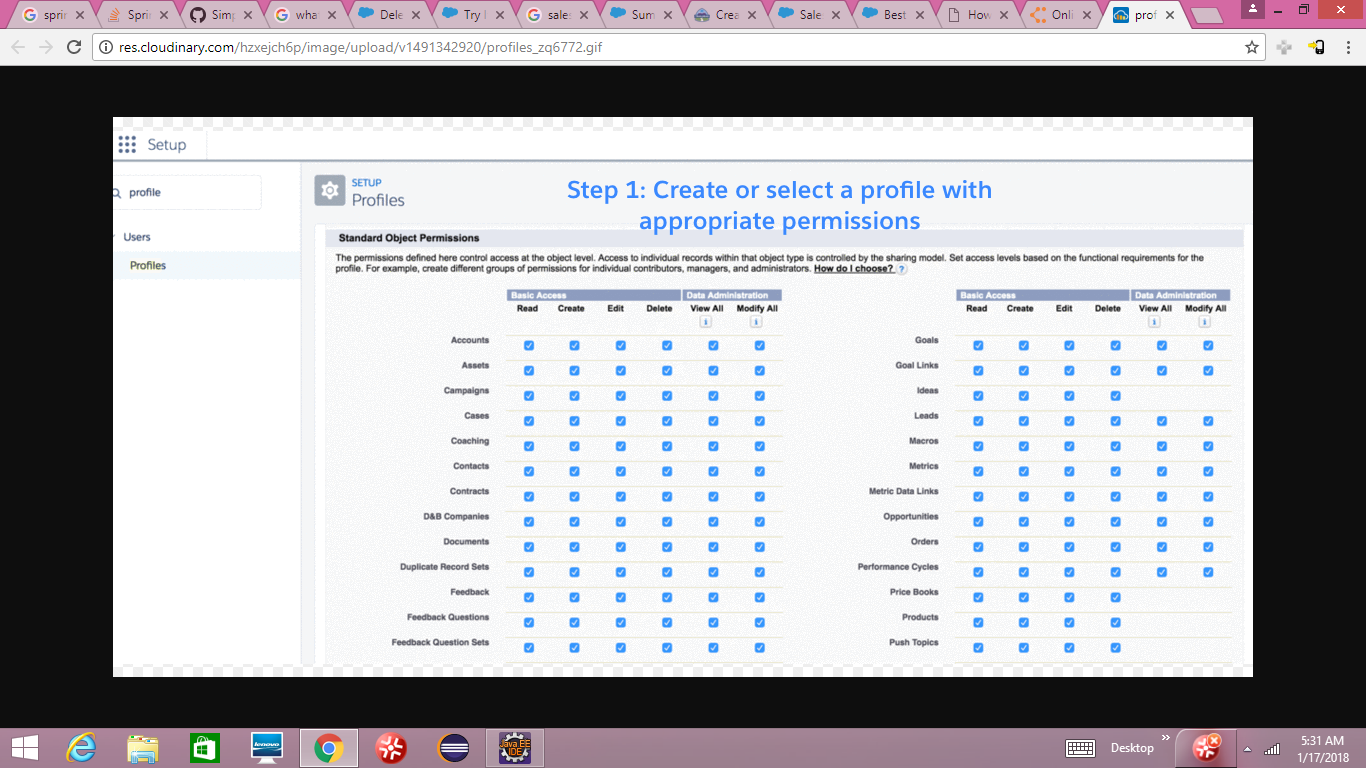 sprin
Sprin
Simp
what
Dele
Try l
sales
Sum
Crea
Sale
Best
How
Onli
prof
res.cloudinary.com/hzxejch6p/image/upload/v1491342920/profiles_zq6772.gif
Setup
profile
Users
Profiles
SETUP
Profiles
Step 1: Create or select a profile with
appropriate permissions
Standard Object Permissions
The permissions defined here control access at the object level. Access to individual records within that object type is controlled by the sharing model. Set access levels based on the functional requirements for the
profile. For example, create different groups of permissions for individual contributors, managers, and administrators. How do I choose? ?
Basic Access Data Administration Basic Access Data Administration
Read Create Edit Delete View All Modify All Read Create Edit Delete View All Modify All
Accounts Goals
Assets Goal Links
Campaigns Ideas
Cases Leads
Coaching Macros
Contacts Metrics
Contracts Metric Data Links
D&B Companies Opportunities
Documents Orders
Duplicate Record Sets Performance Cycles
Feedback Price Books
Feedback Questions Products
Feedback Question Sets Push Topics
lenovo
Java EE
IDE
Desktop
5:31 AM
1/17/2018